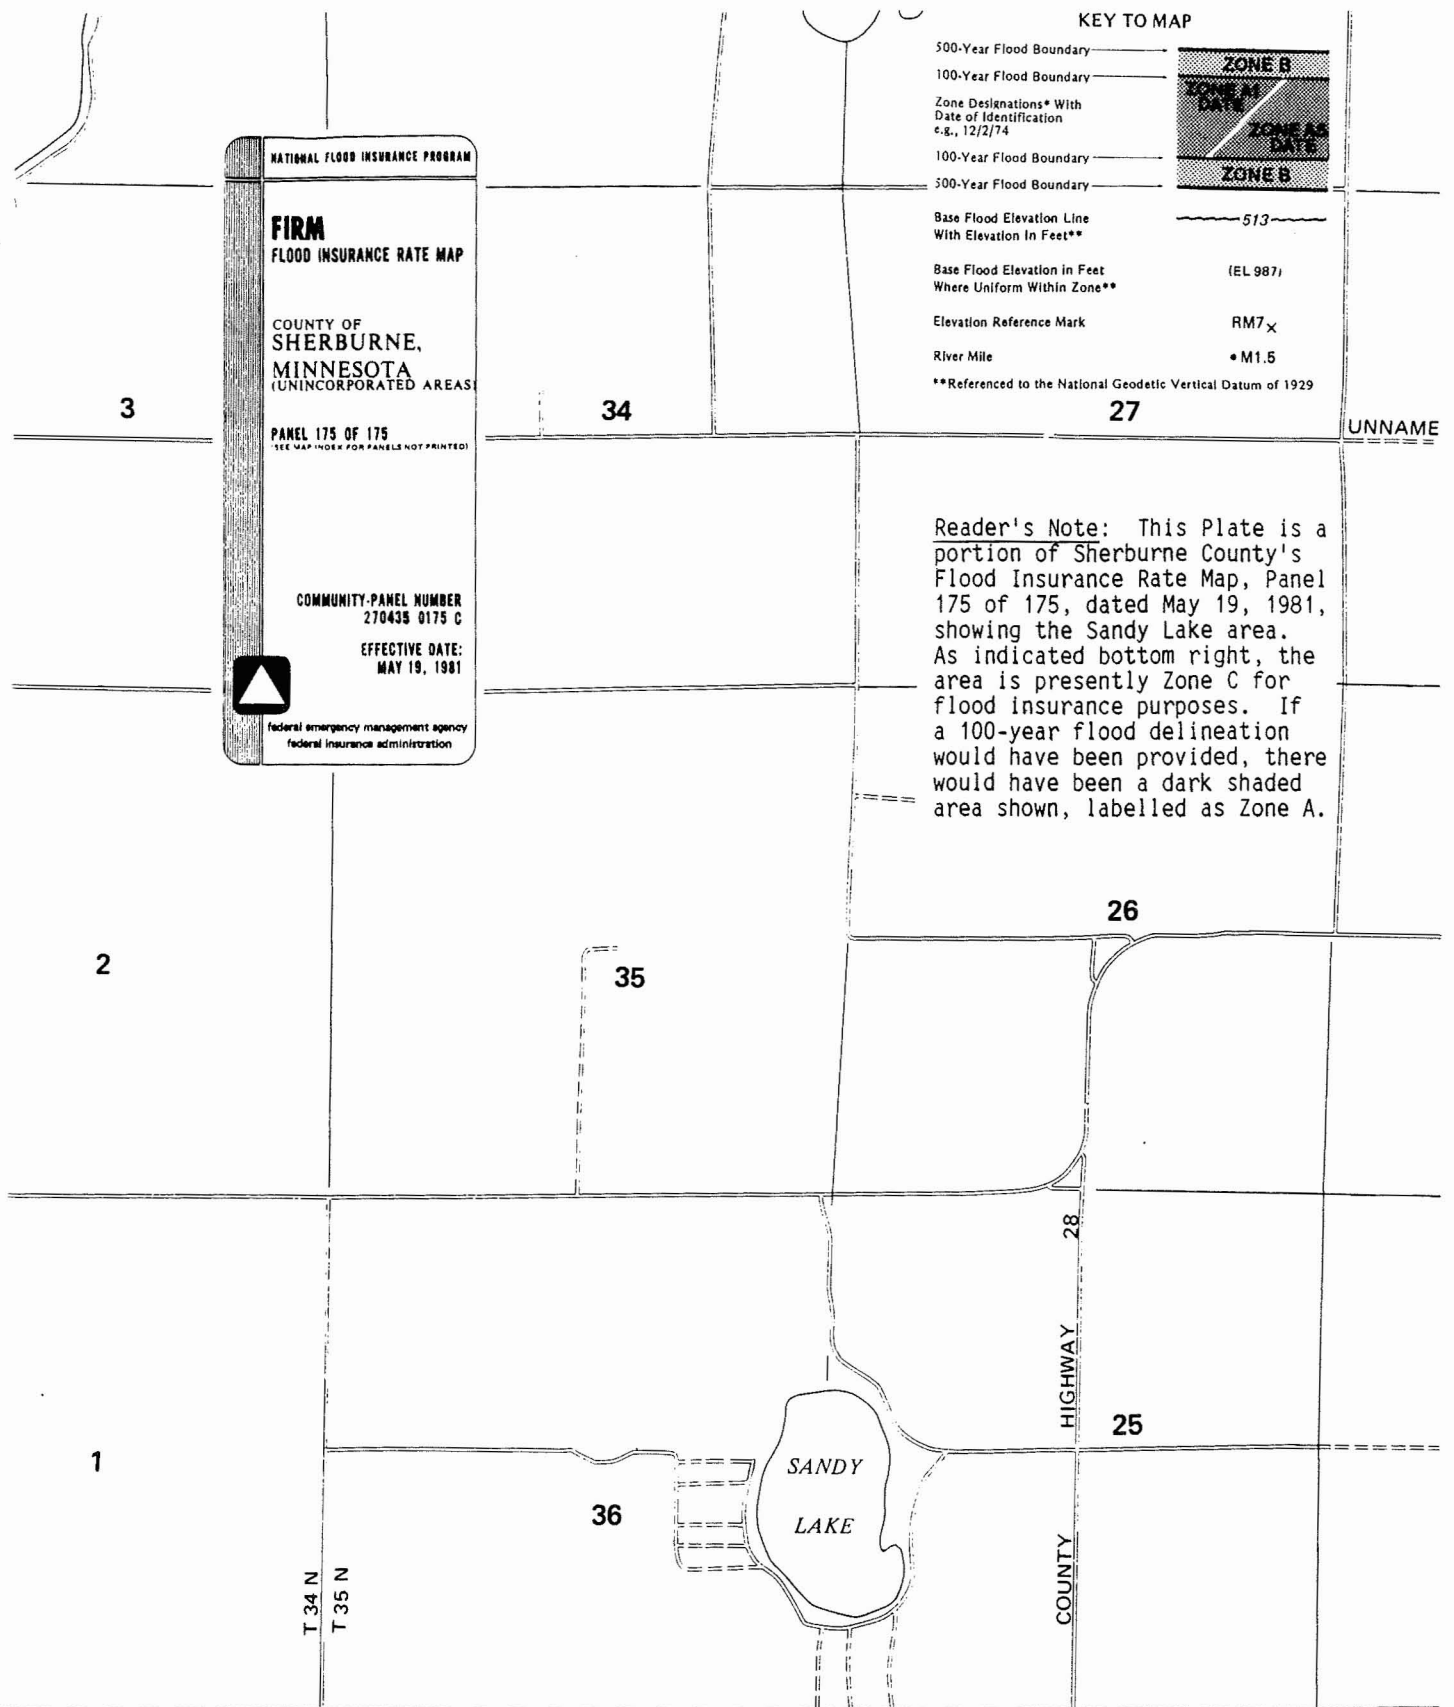 KEY TO MAP
500-Year Flood Boundary
ZONE B
100-Year Flood Boundary
ZONE A1
DATE
Zone Designations* With
Date of Identification
e.g., 12/2/74
ZONE A5
DATE
100-Year Flood Boundary
ZONE B
500-Year Flood Boundary
Base Flood Elevation Line
With Elevation In Feet**
513
Base Flood Elevation in Feet
Where Uniform Within Zone**
(EL 987)
Elevation Reference Mark
RM7×
River Mile
•M1.5
**Referenced to the National Geodetic Vertical Datum of 1929
NATIONAL FLOOD INSURANCE PROGRAM
FIRM
FLOOD INSURANCE RATE MAP
COUNTY OF
SHERBURNE,
MINNESOTA
(UNINCORPORATED AREAS)
PANEL 175 OF 175
(SEE MAP INDEX FOR PANELS NOT PRINTED)
COMMUNITY-PANEL NUMBER
270435 0175 C
EFFECTIVE DATE:
MAY 19, 1981
federal emergency management agency
federal insurance administration
3
34
27
UNNAME
Reader's Note: This Plate is a
portion of Sherburne County's
Flood Insurance Rate Map, Panel
175 of 175, dated May 19, 1981,
showing the Sandy Lake area.
As indicated bottom right, the
area is presently Zone C for
flood insurance purposes. If
a 100-year flood delineation
would have been provided, there
would have been a dark shaded
area shown, labelled as Zone A.
26
2
35
COUNTY HIGHWAY 28
25
1
SANDY
LAKE
36
T 34 N
T 35 N